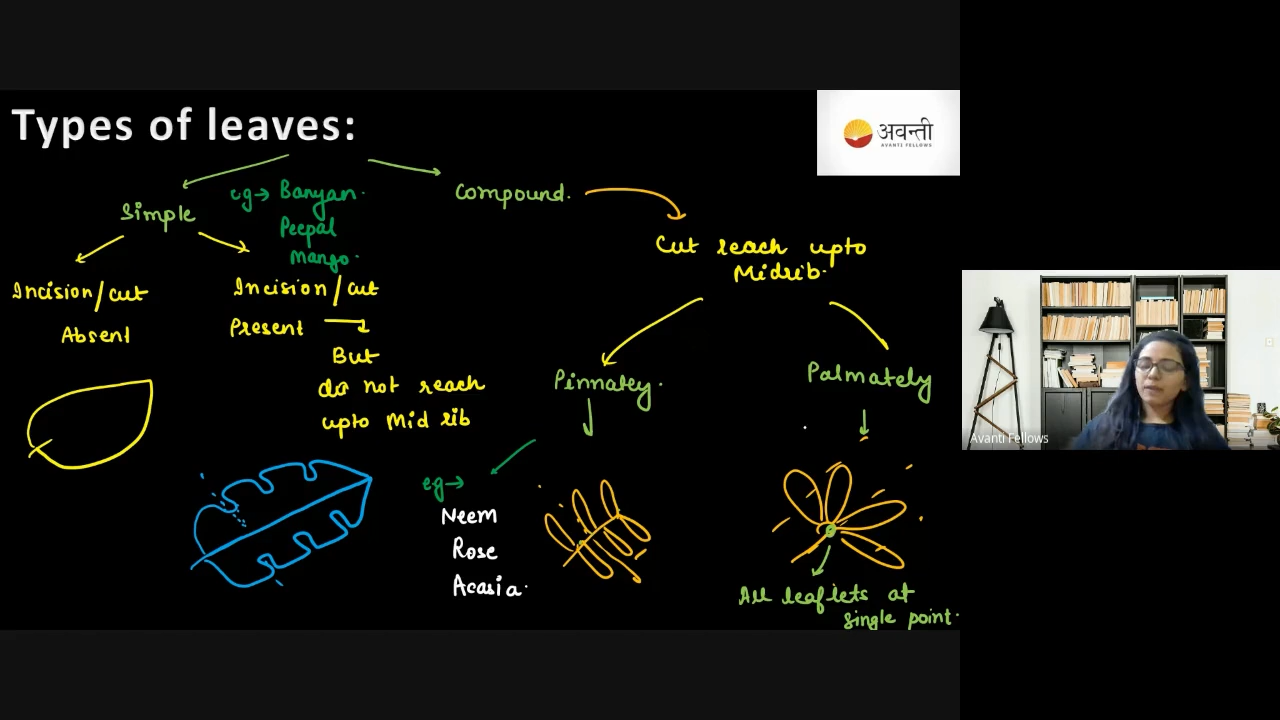 Types of leaves:
अवन्ती
AVANTI FELLOWS
Simple
eg→ Banyan.
Peepal
Mango.
Compound.
Cut reach upto
Midrib.
Incision/cut
Absent
Incision/cut
Present
But
do not reach
upto Mid rib
Pinnatey.
Palmately
eg→
Neem
Rose
Acasia.
All leaflets at
single point.
Avanti Fellows